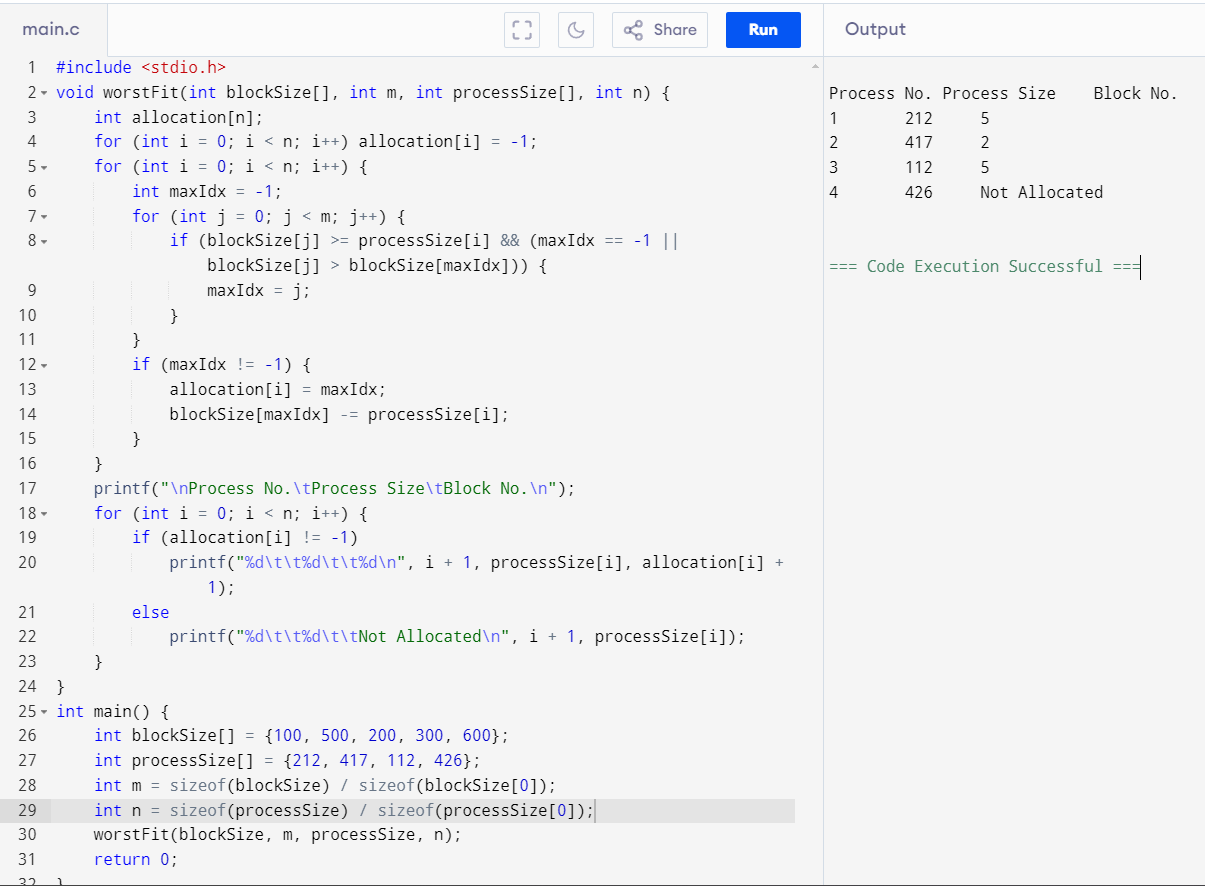 main.c
Share
Run
Output
1 #include <stdio.h>
2 void worstFit(int blockSize[], int m, int processSize[], int n) {
3     int allocation[n];
4     for (int i = 0; i < n; i++) allocation[i] = -1;
5     for (int i = 0; i < n; i++) {
6         int maxIdx = -1;
7         for (int j = 0; j < m; j++) {
8             if (blockSize[j] >= processSize[i] && (maxIdx == -1 ||
                blockSize[j] > blockSize[maxIdx])) {
9                 maxIdx = j;
10             }
11         }
12         if (maxIdx != -1) {
13             allocation[i] = maxIdx;
14             blockSize[maxIdx] -= processSize[i];
15         }
16     }
17     printf("\nProcess No.\tProcess Size\tBlock No.\n");
18     for (int i = 0; i < n; i++) {
19         if (allocation[i] != -1)
20             printf("%d\t\t%d\t\t%d\n", i + 1, processSize[i], allocation[i] +
                1);
21         else
22             printf("%d\t\t%d\t\tNot Allocated\n", i + 1, processSize[i]);
23     }
24 }
25 int main() {
26     int blockSize[] = {100, 500, 200, 300, 600};
27     int processSize[] = {212, 417, 112, 426};
28     int m = sizeof(blockSize) / sizeof(blockSize[0]);
29     int n = sizeof(processSize) / sizeof(processSize[0]);
30     worstFit(blockSize, m, processSize, n);
31     return 0;
32 }
Process No. Process Size    Block No.
1       212     5
2       417     2
3       112     5
4       426     Not Allocated
=== Code Execution Successful ===